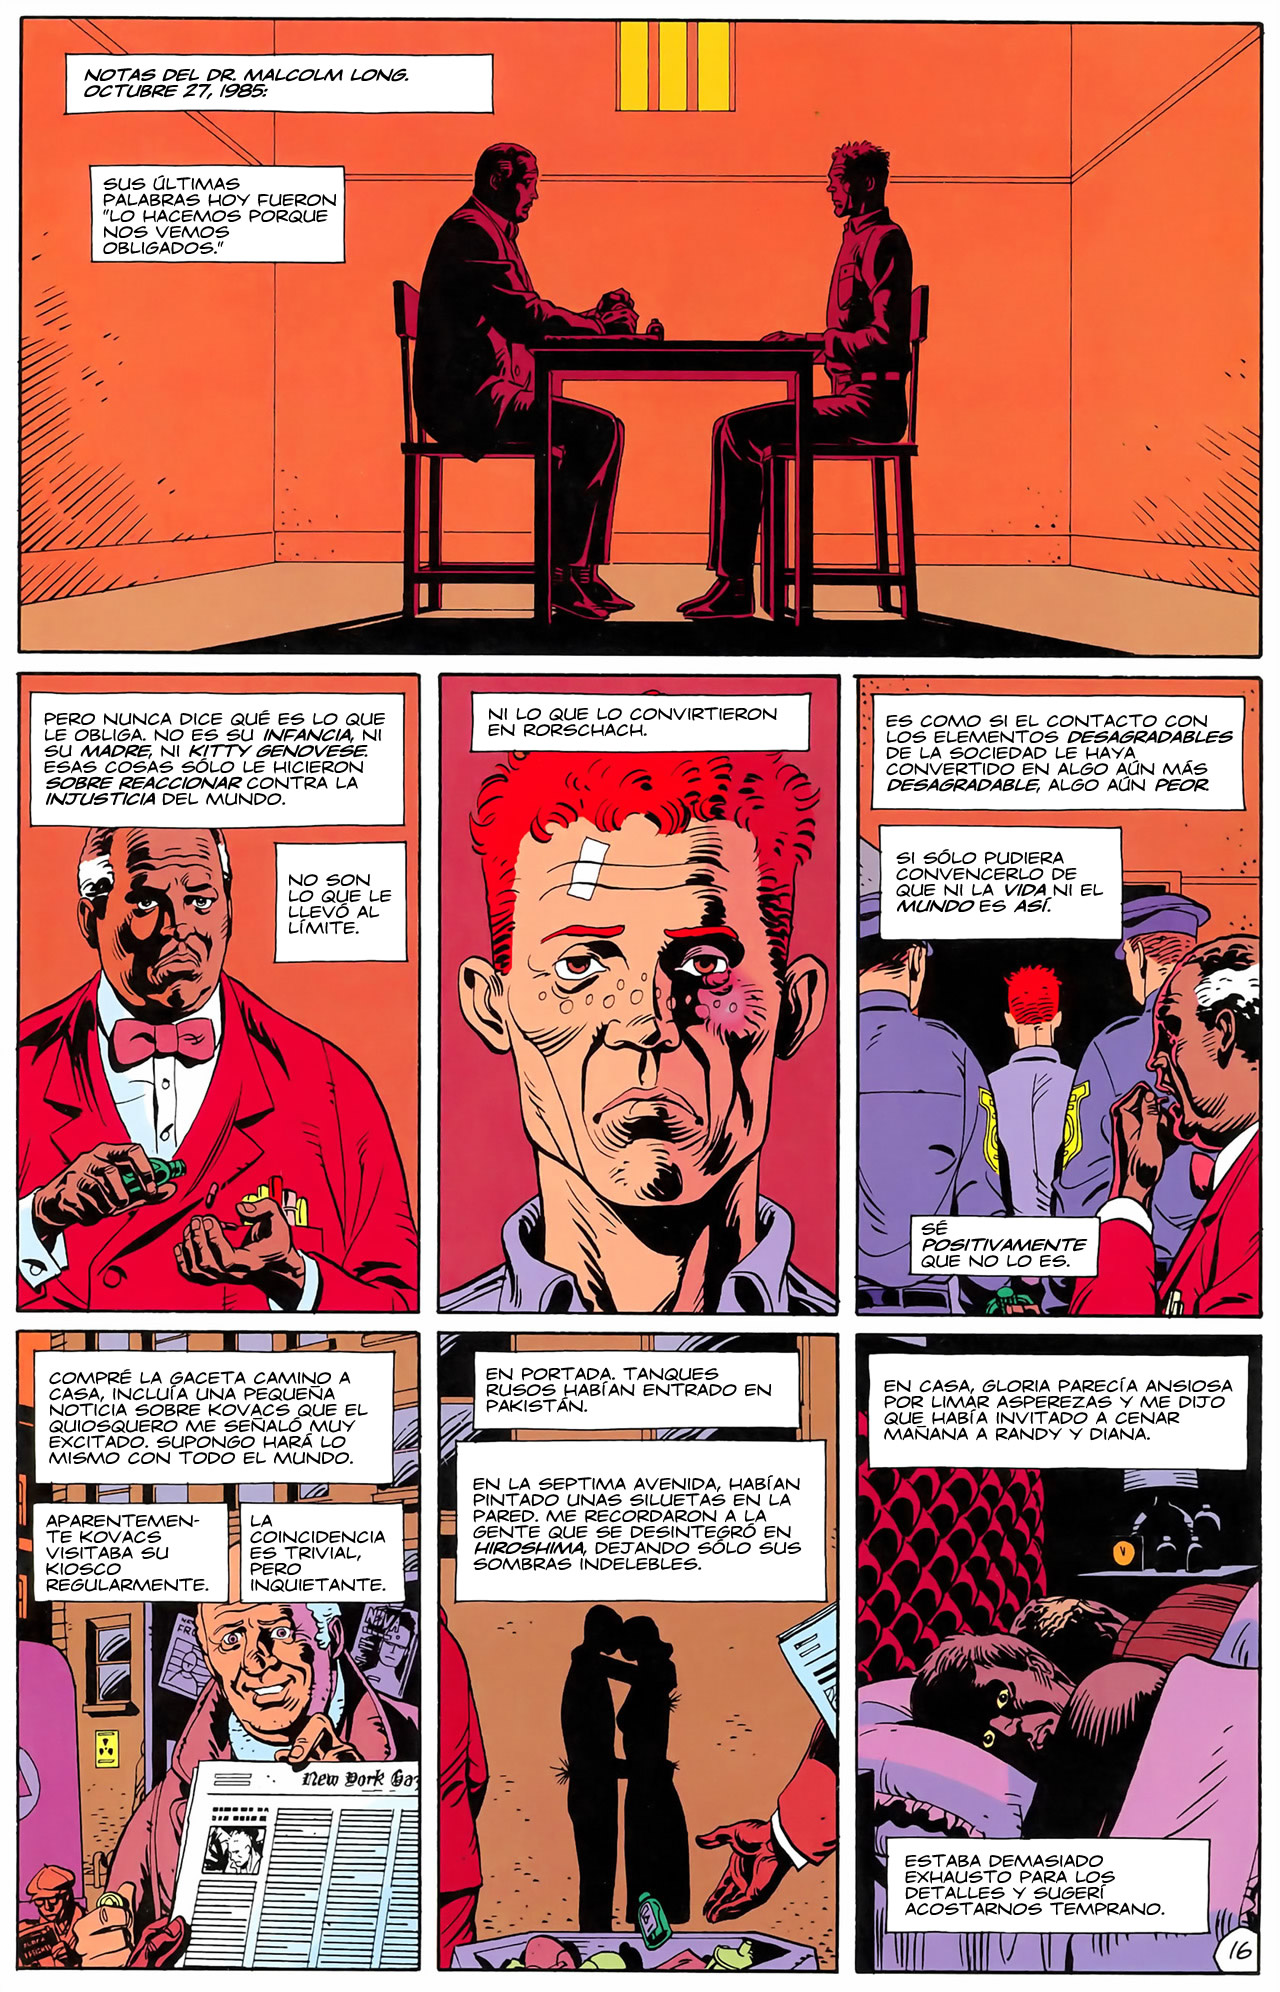 NOTAS DEL DR. MALCOLM LONG.
OCTUBRE 27, 1985:
SUS ÚLTIMAS
PALABRAS HOY FUERON
"LO HACEMOS PORQUE
NOS VEMOS
OBLIGADOS."
PERO NUNCA DICE QUÉ ES LO QUE
LE OBLIGA. NO ES SU INFANCIA, NI
SU MADRE, NI KITTY GENOVESE.
ESAS COSAS SÓLO LE HICIERON
SOBRE REACCIONAR CONTRA LA
INJUSTICIA DEL MUNDO.
NO SON
LO QUE LE
LLEVÓ AL
LÍMITE.
NI LO QUE LO CONVIRTIERON
EN RORSCHACH.
ES COMO SI EL CONTACTO CON
LOS ELEMENTOS DESAGRADABLES
DE LA SOCIEDAD LE HAYA
CONVERTIDO EN ALGO AÚN MÁS
DESAGRADABLE, ALGO AÚN PEOR.
SI SÓLO PUDIERA
CONVENCERLO DE
QUE NI LA VIDA NI EL
MUNDO ES ASÍ.
SÉ
POSITIVAMENTE
QUE NO LO ES.
COMPRÉ LA GACETA CAMINO A
CASA, INCLUÍA UNA PEQUEÑA
NOTICIA SOBRE KOVACS QUE EL
QUIOSQUERO ME SEÑALÓ MUY
EXCITADO. SUPONGO HARÁ LO
MISMO CON TODO EL MUNDO.
APARENTEMEN-
TE KOVACS
VISITABA SU
KIOSCO
REGULARMENTE.
LA
COINCIDENCIA
ES TRIVIAL,
PERO
INQUIETANTE.
New York Gaz
EN PORTADA. TANQUES
RUSOS HABÍAN ENTRADO EN
PAKISTÁN.
EN LA SEPTIMA AVENIDA, HABÍAN
PINTADO UNAS SILUETAS EN LA
PARED. ME RECORDARON A LA
GENTE QUE SE DESINTEGRÓ EN
HIROSHIMA, DEJANDO SÓLO SUS
SOMBRAS INDELEBLES.
EN CASA, GLORIA PARECÍA ANSIOSA
POR LIMAR ASPEREZAS Y ME DIJO
QUE HABÍA INVITADO A CENAR
MAÑANA A RANDY Y DIANA.
ESTABA DEMASIADO
EXHAUSTO PARA LOS
DETALLES Y SUGERÍ
ACOSTARNOS TEMPRANO.
16